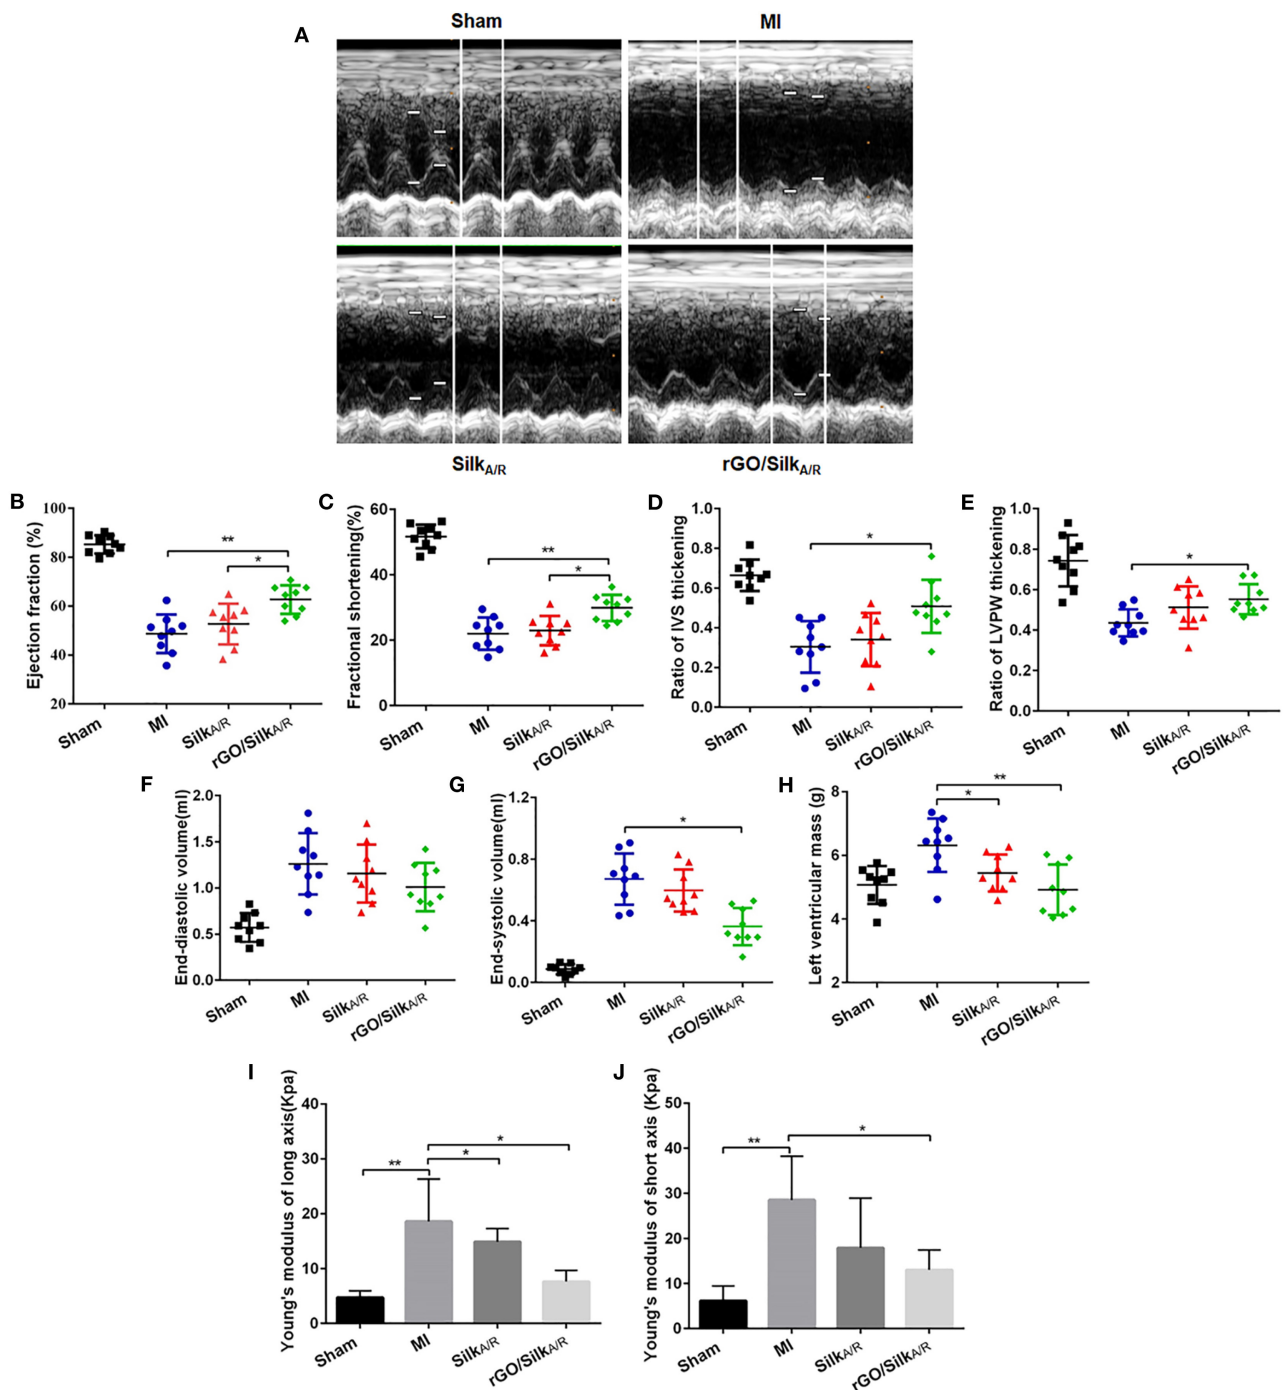 A
Sham
MI
SilkA/R
rGO/SilkA/R
B
Ejection fraction (%)
100
80
60
40
20
**
*
Sham
MI
SilkA/R
rGO/SilkA/R
C
Fractional shortening(%)
60
40
20
0
**
*
Sham
MI
SilkA/R
rGO/SilkA/R
D
Ratio of IVS thickening
1.0
0.8
0.6
0.4
0.2
0.0
*
Sham
MI
SilkA/R
rGO/SilkA/R
E
Ratio of LVPW thickening
1.0
0.8
0.6
0.4
0.2
0.0
*
Sham
MI
SilkA/R
rGO/SilkA/R
F
End-diastolic volume(ml)
2.0
1.5
1.0
0.5
0.0
Sham
MI
SilkA/R
rGO/SilkA/R
G
End-systolic volume(ml)
1.2
0.8
0.4
0.0
*
Sham
MI
SilkA/R
rGO/SilkA/R
H
Left ventricular mass (g)
8
6
4
2
**
*
Sham
MI
SilkA/R
rGO/SilkA/R
I
Young's modulus of long axis(Kpa)
40
30
20
10
0
**
*
*
Sham
MI
SilkA/R
rGO/SilkA/R
J
Young's modulus of short axis (Kpa)
50
40
30
20
10
0
**
*
Sham
MI
SilkA/R
rGO/SilkA/R